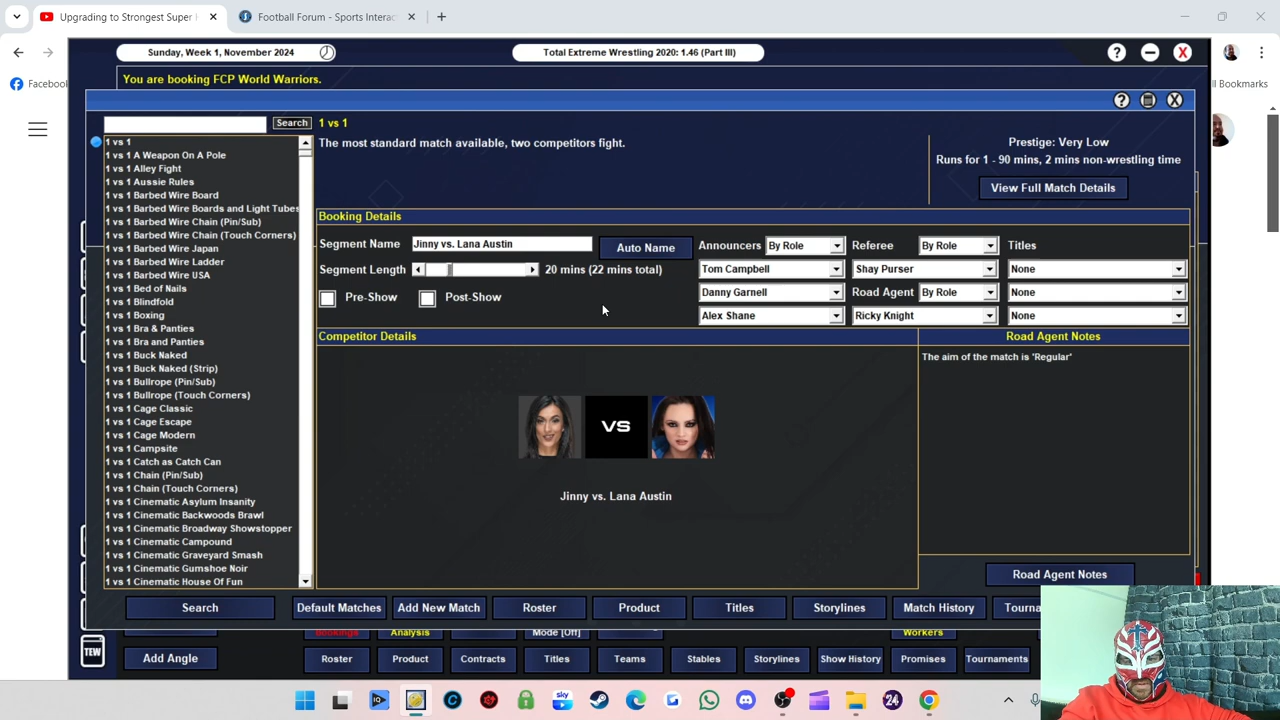 Upgrading to Strongest Super
Football Forum - Sports Interac
Facebook
ll Bookmarks
Sunday, Week 1, November 2024
Total Extreme Wrestling 2020: 1.46 (Part III)
You are booking FCP World Warriors.
Search
1 vs 1
1 vs 1
1 vs 1 A Weapon On A Pole
1 vs 1 Alley Fight
1 vs 1 Aussie Rules
1 vs 1 Barbed Wire Board
1 vs 1 Barbed Wire Boards and Light Tubes
1 vs 1 Barbed Wire Chain (Pin/Sub)
1 vs 1 Barbed Wire Chain (Touch Corners)
1 vs 1 Barbed Wire Japan
1 vs 1 Barbed Wire Ladder
1 vs 1 Barbed Wire USA
1 vs 1 Bed of Nails
1 vs 1 Blindfold
1 vs 1 Boxing
1 vs 1 Bra & Panties
1 vs 1 Bra and Panties
1 vs 1 Buck Naked
1 vs 1 Buck Naked (Strip)
1 vs 1 Bullrope (Pin/Sub)
1 vs 1 Bullrope (Touch Corners)
1 vs 1 Cage Classic
1 vs 1 Cage Escape
1 vs 1 Cage Modern
1 vs 1 Campsite
1 vs 1 Catch as Catch Can
1 vs 1 Chain (Pin/Sub)
1 vs 1 Chain (Touch Corners)
1 vs 1 Cinematic Asylum Insanity
1 vs 1 Cinematic Backwoods Brawl
1 vs 1 Cinematic Broadway Showstopper
1 vs 1 Cinematic Campound
1 vs 1 Cinematic Graveyard Smash
1 vs 1 Cinematic Gumshoe Noir
1 vs 1 Cinematic House Of Fun
The most standard match available, two competitors fight.
Prestige: Very Low
Runs for 1 - 90 mins, 2 mins non-wrestling time
View Full Match Details
Booking Details
Segment Name Jinny vs. Lana Austin Auto Name
Segment Length 20 mins (22 mins total)
Pre-Show Post-Show
Announcers By Role Referee By Role Titles
Tom Campbell Shay Purser None
Danny Garnell Road Agent By Role None
Alex Shane Ricky Knight None
Competitor Details
VS
Jinny vs. Lana Austin
Road Agent Notes
The aim of the match is 'Regular'
Road Agent Notes
Search Default Matches Add New Match Roster Product Titles Storylines Match History Tourna
Bookings Analysis Mode [Off] Workers
TEW Add Angle Roster Product Contracts Titles Teams Stables Storylines Show History Promises Tournaments
sky
24